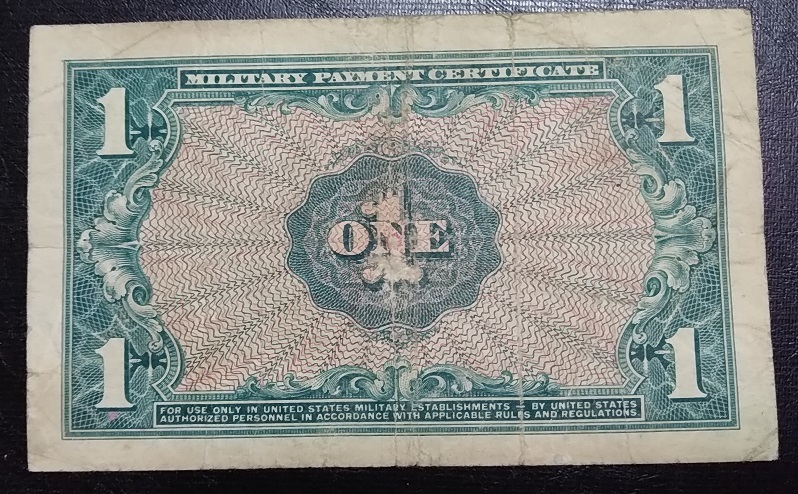 MILITARY PAYMENT CERTIFICATE
1 1
ONE
1 1
FOR USE ONLY IN UNITED STATES MILITARY ESTABLISHMENTS - BY UNITED STATES
AUTHORIZED PERSONNEL IN ACCORDANCE WITH APPLICABLE RULES AND REGULATIONS.